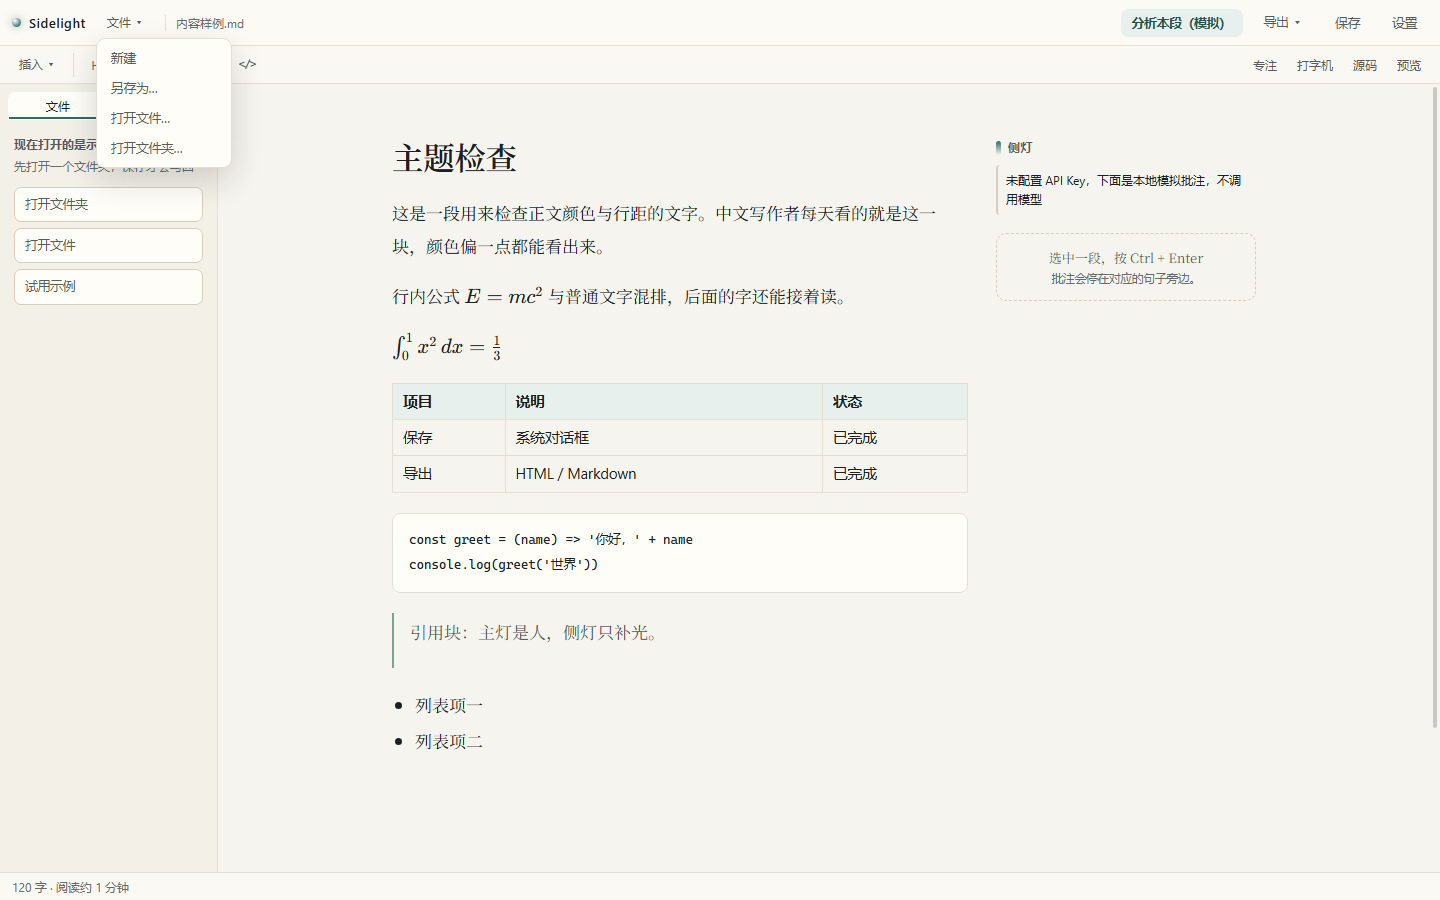 Sidelight 文件 内容样例.md 分析本段（模拟） 导出 保存 设置
新建
另存为...
打开文件...
打开文件夹...
插入 </> 专注 打字机 源码 预览
文件
现在打开的是示
先打开一个文件夹，保存才会写回
打开文件夹
打开文件
试用示例
主题检查
这是一段用来检查正文颜色与行距的文字。中文写作者每天看的就是这一
块，颜色偏一点都能看出来。
行内公式 E = mc² 与普通文字混排，后面的字还能接着读。
∫₀¹ x² dx = 1/3
项目 说明 状态
保存 系统对话框 已完成
导出 HTML / Markdown 已完成
const greet = (name) => '你好，' + name
console.log(greet('世界'))
引用块：主灯是人，侧灯只补光。
列表项一
列表项二
侧灯
未配置 API Key，下面是本地模拟批注，不调
用模型
选中一段，按 Ctrl + Enter
批注会停在对应的句子旁边。
120 字 · 阅读约 1 分钟